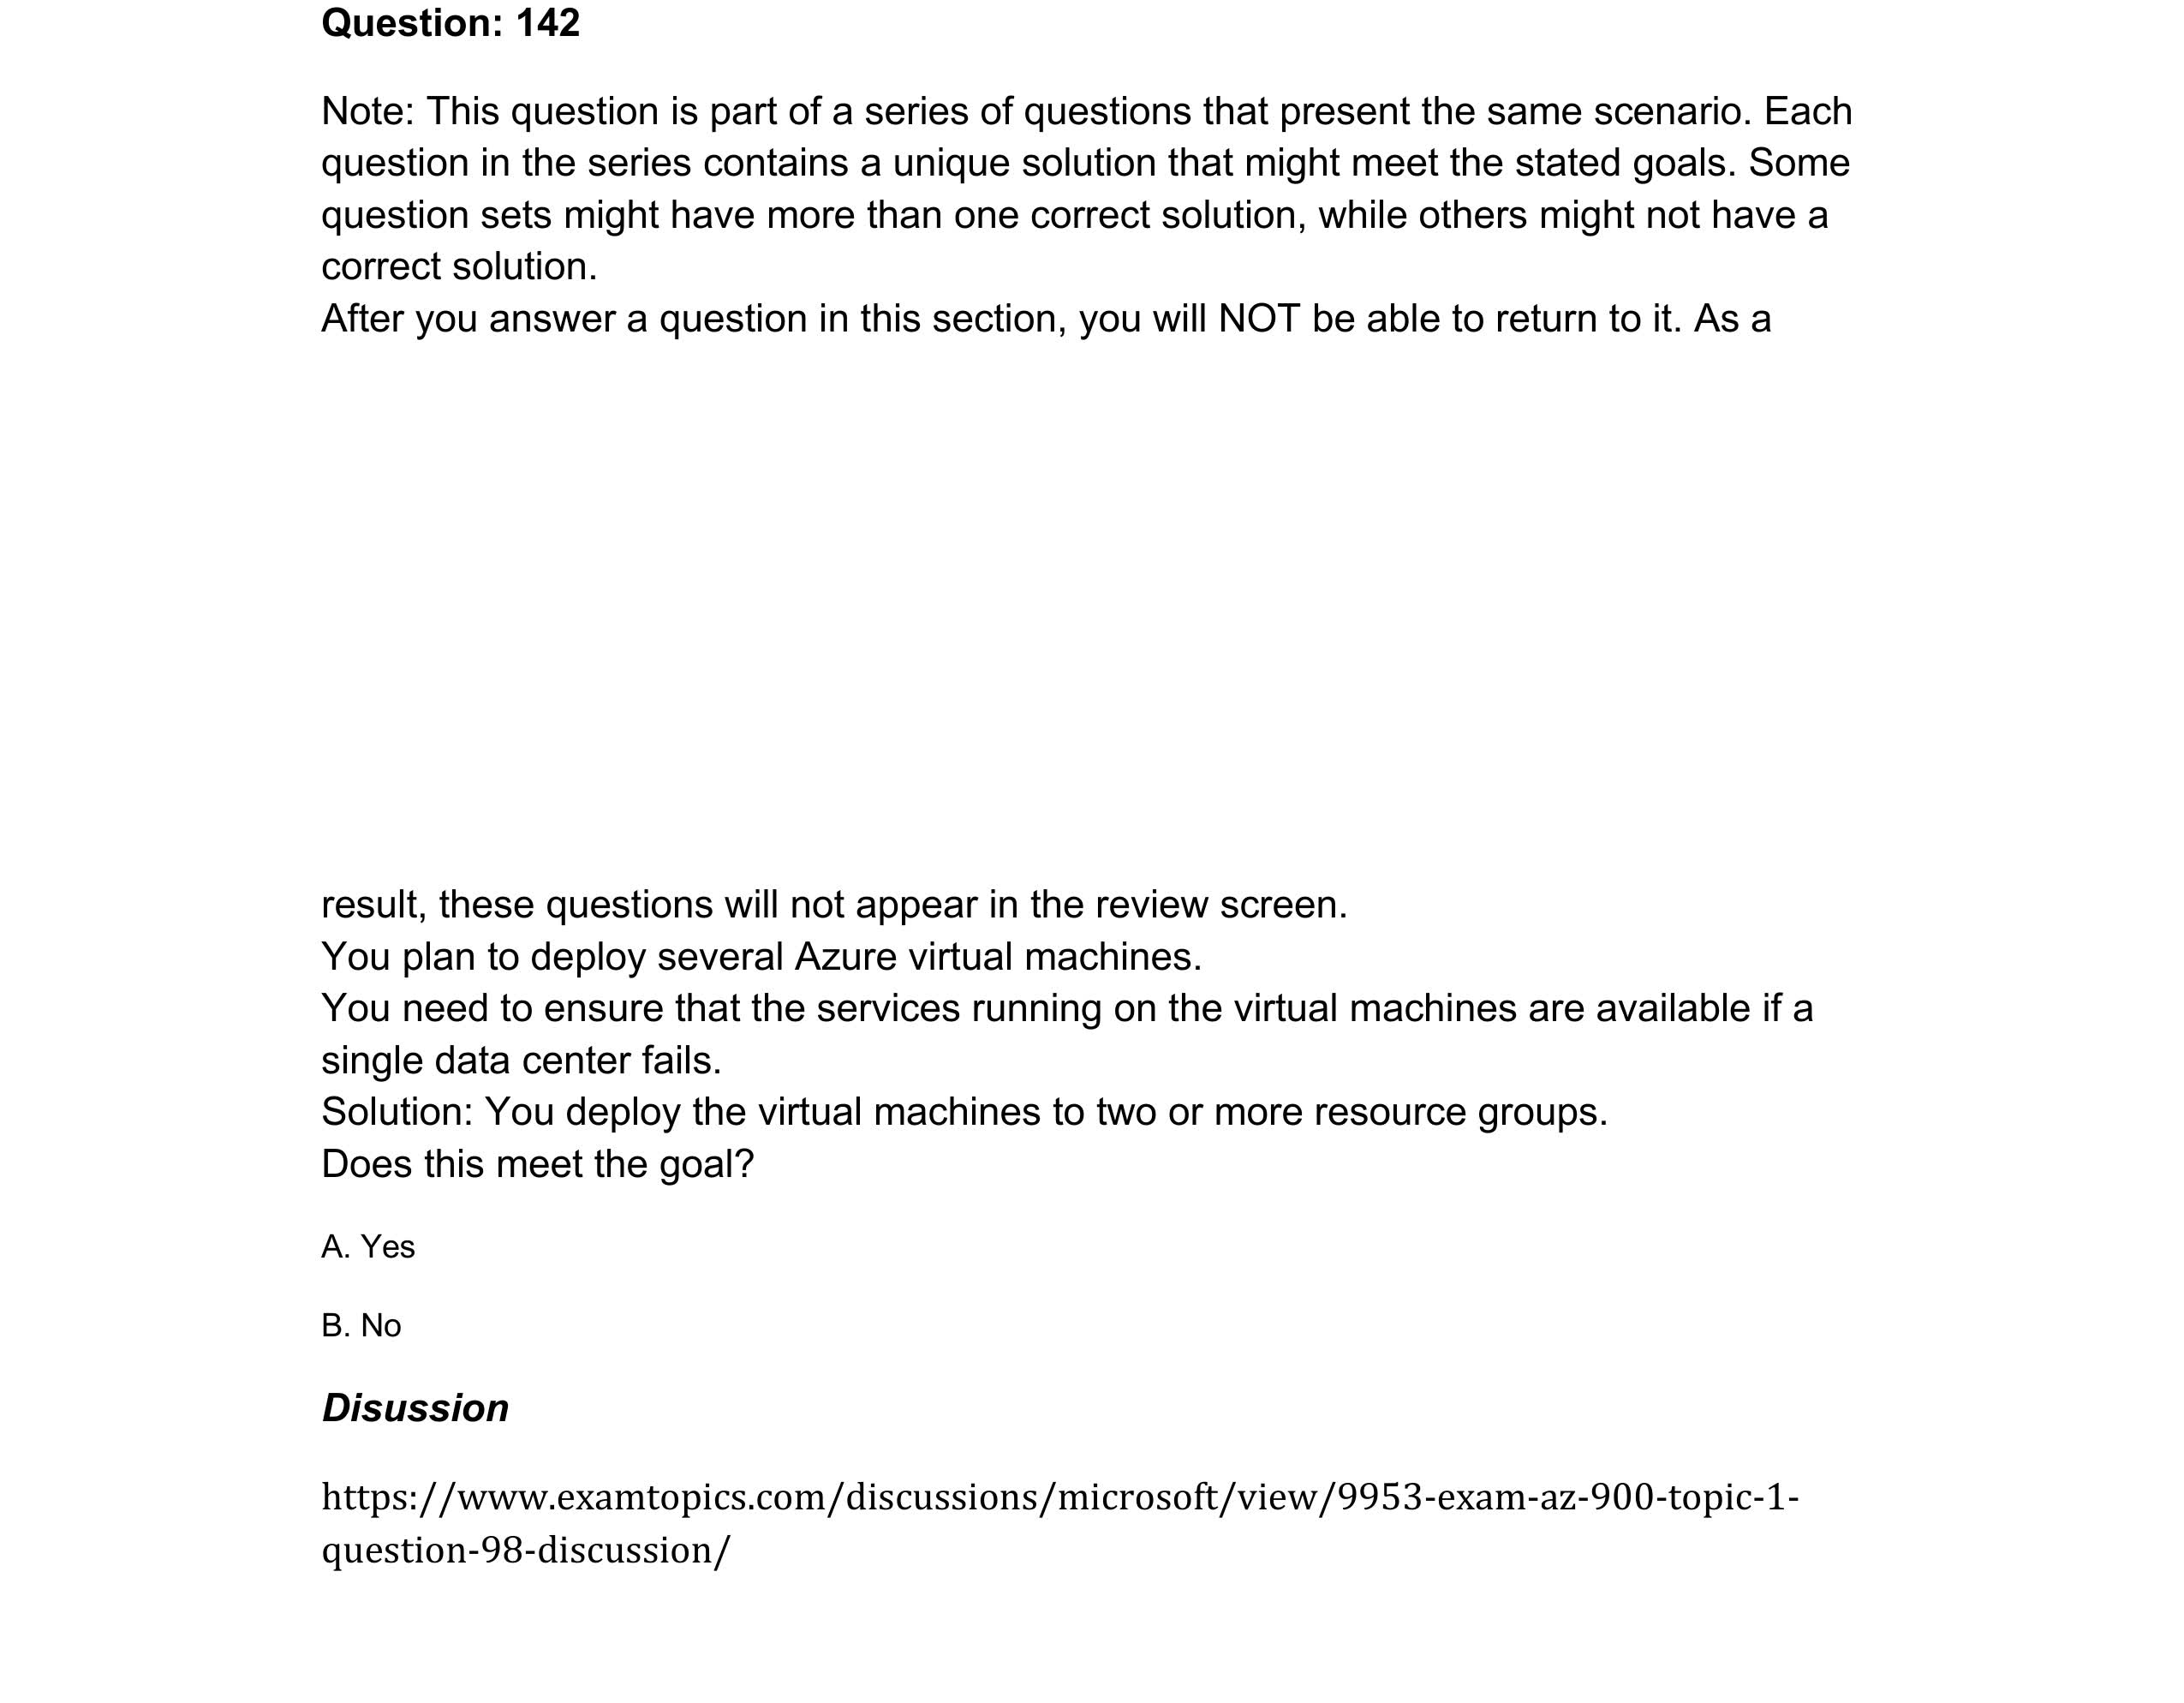 Question: 142
Note: This question is part of a series of questions that present the same scenario. Each
question in the series contains a unique solution that might meet the stated goals. Some
question sets might have more than one correct solution, while others might not have a
correct solution.
After you answer a question in this section, you will NOT be able to return to it. As a
result, these questions will not appear in the review screen.
You plan to deploy several Azure virtual machines.
You need to ensure that the services running on the virtual machines are available if a
single data center fails.
Solution: You deploy the virtual machines to two or more resource groups.
Does this meet the goal?
A. Yes
B. No
Disussion
https://www.examtopics.com/discussions/microsoft/view/9953-exam-az-900-topic-1-
question-98-discussion/